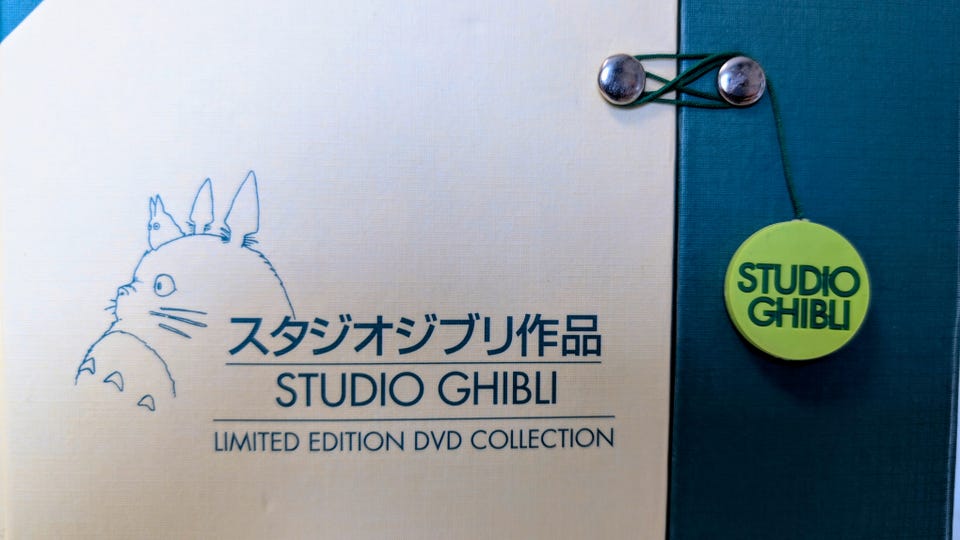 スタジオジブリ作品
STUDIO GHIBLI
LIMITED EDITION DVD COLLECTION
STUDIO
GHIBLI